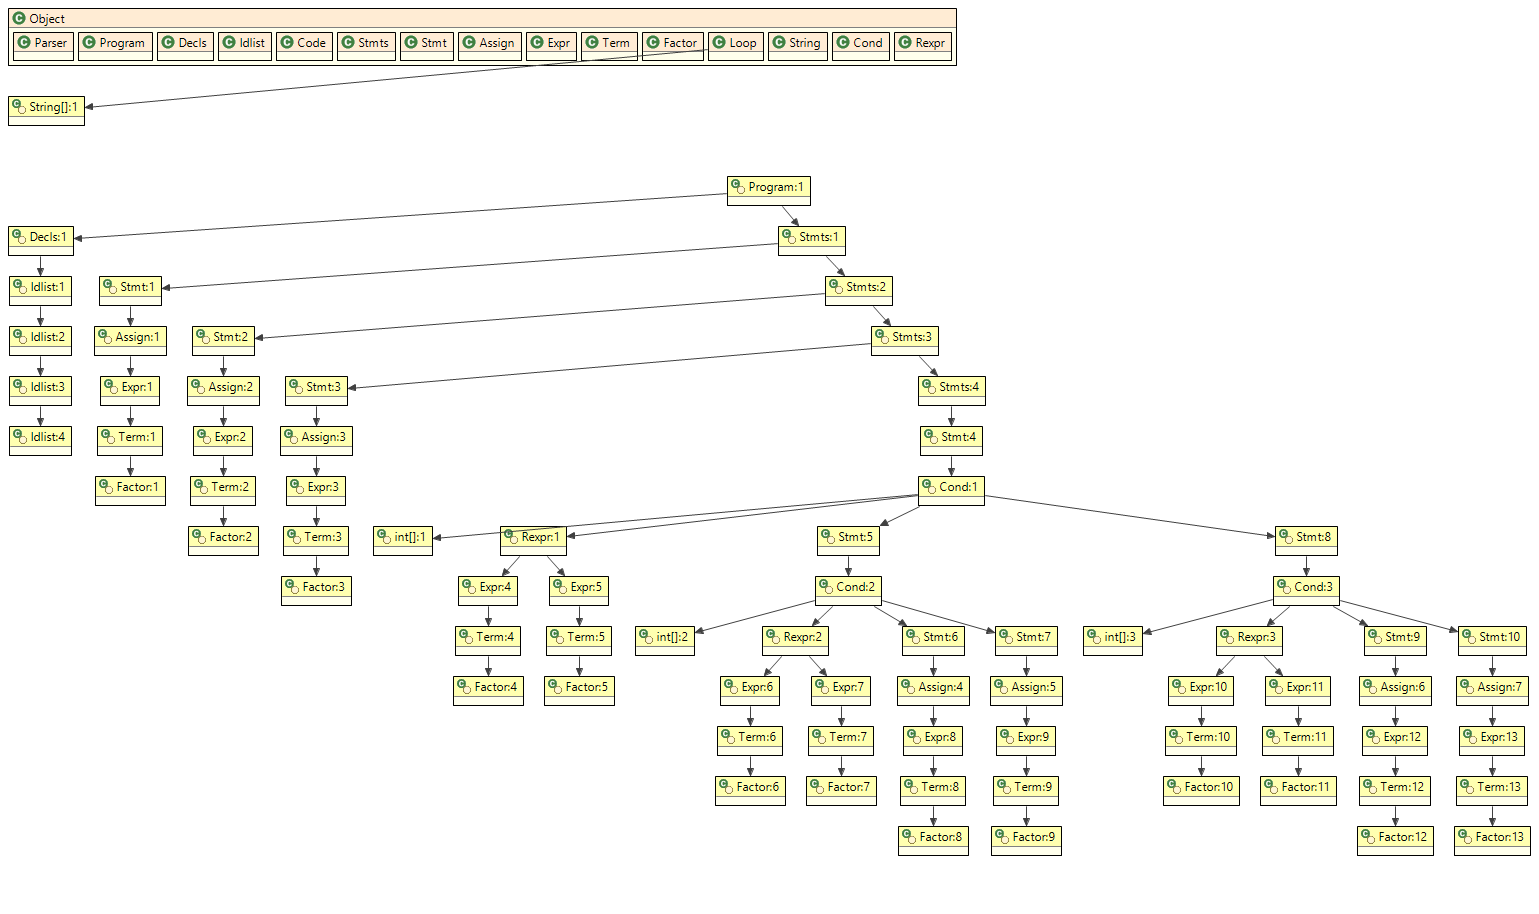 Object
Parser Program Decls Idlist Code Stmts Stmt Assign Expr Term Factor Loop String Cond Rexpr
String[]:1
Program:1
Decls:1 Stmts:1
Idlist:1 Stmt:1 Stmts:2
Idlist:2 Assign:1 Stmt:2 Stmts:3
Idlist:3 Expr:1 Assign:2 Stmt:3 Stmts:4
Idlist:4 Term:1 Expr:2 Assign:3 Stmt:4
Factor:1 Term:2 Expr:3 Cond:1
Factor:2 Term:3 int[]:1 Rexpr:1 Stmt:5 Stmt:8
Factor:3 Expr:4 Expr:5 Cond:2 Cond:3
Term:4 Term:5 int[]:2 Rexpr:2 Stmt:6 Stmt:7 int[]:3 Rexpr:3 Stmt:9 Stmt:10
Factor:4 Factor:5 Expr:6 Expr:7 Assign:4 Assign:5 Expr:10 Expr:11 Assign:6 Assign:7
Term:6 Term:7 Expr:8 Expr:9 Term:10 Term:11 Expr:12 Expr:13
Factor:6 Factor:7 Term:8 Term:9 Factor:10 Factor:11 Term:12 Term:13
Factor:8 Factor:9 Factor:12 Factor:13